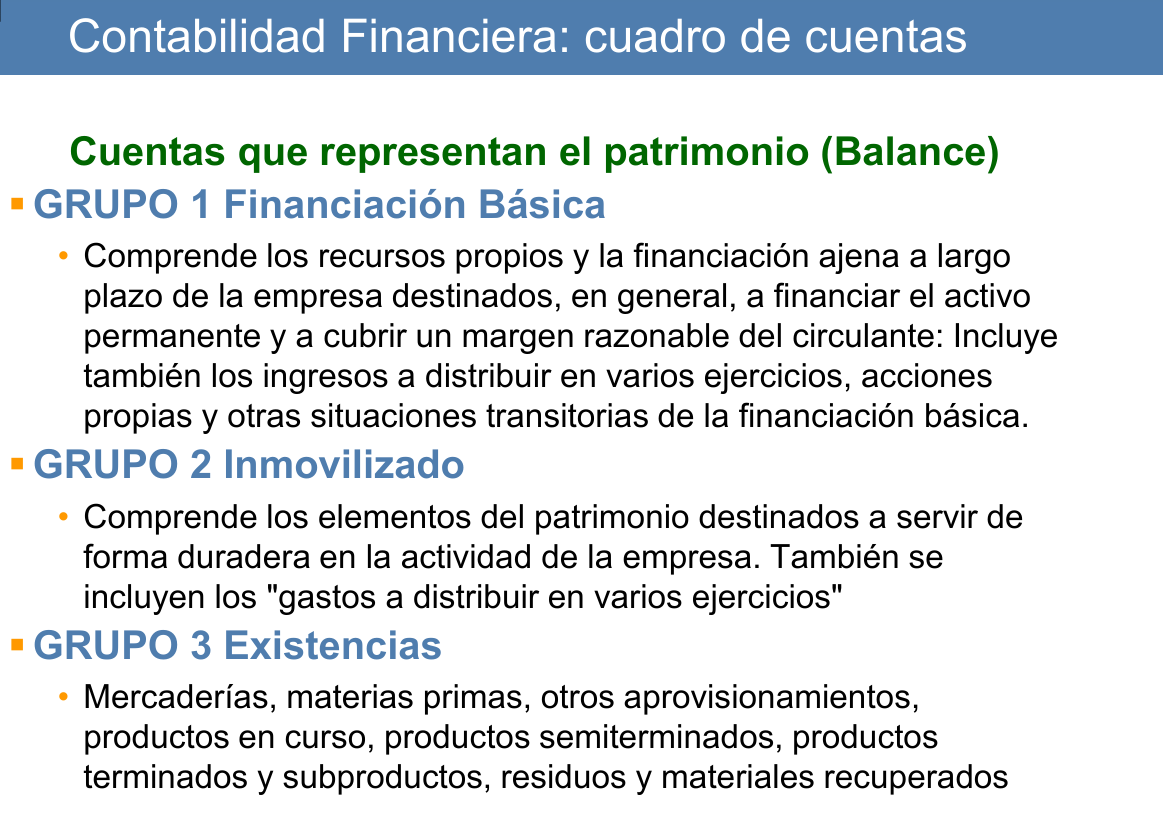 Contabilidad Financiera: cuadro de cuentas
Cuentas que representan el patrimonio (Balance)
GRUPO 1 Financiación Básica
Comprende los recursos propios y la financiación ajena a largo
plazo de la empresa destinados, en general, a financiar el activo
permanente y a cubrir un margen razonable del circulante: Incluye
también los ingresos a distribuir en varios ejercicios, acciones
propias y otras situaciones transitorias de la financiación básica.
GRUPO 2 Inmovilizado
Comprende los elementos del patrimonio destinados a servir de
forma duradera en la actividad de la empresa. También se
incluyen los "gastos a distribuir en varios ejercicios"
GRUPO 3 Existencias
Mercaderías, materias primas, otros aprovisionamientos,
productos en curso, productos semiterminados, productos
terminados y subproductos, residuos y materiales recuperados